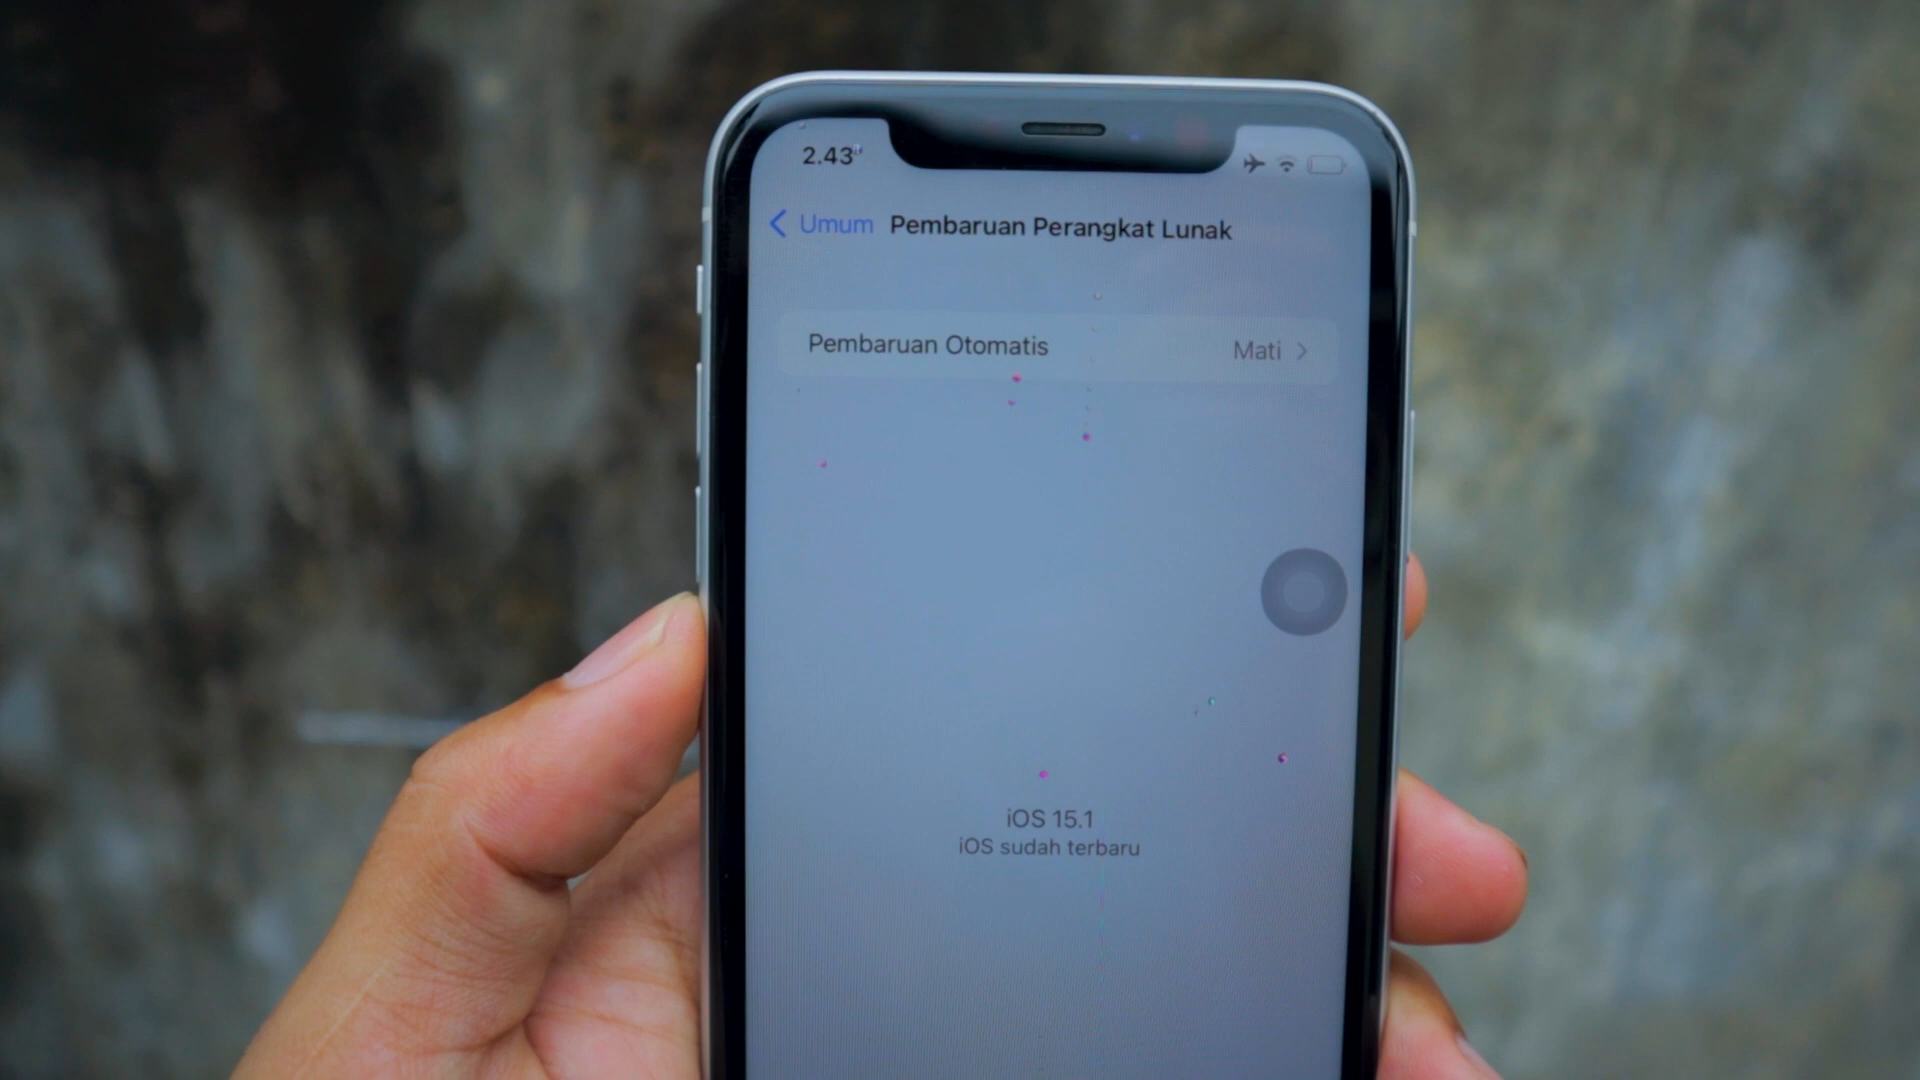 2.43
Umum Pembaruan Perangkat Lunak
Pembaruan Otomatis Mati
iOS 15.1
iOS sudah terbaru